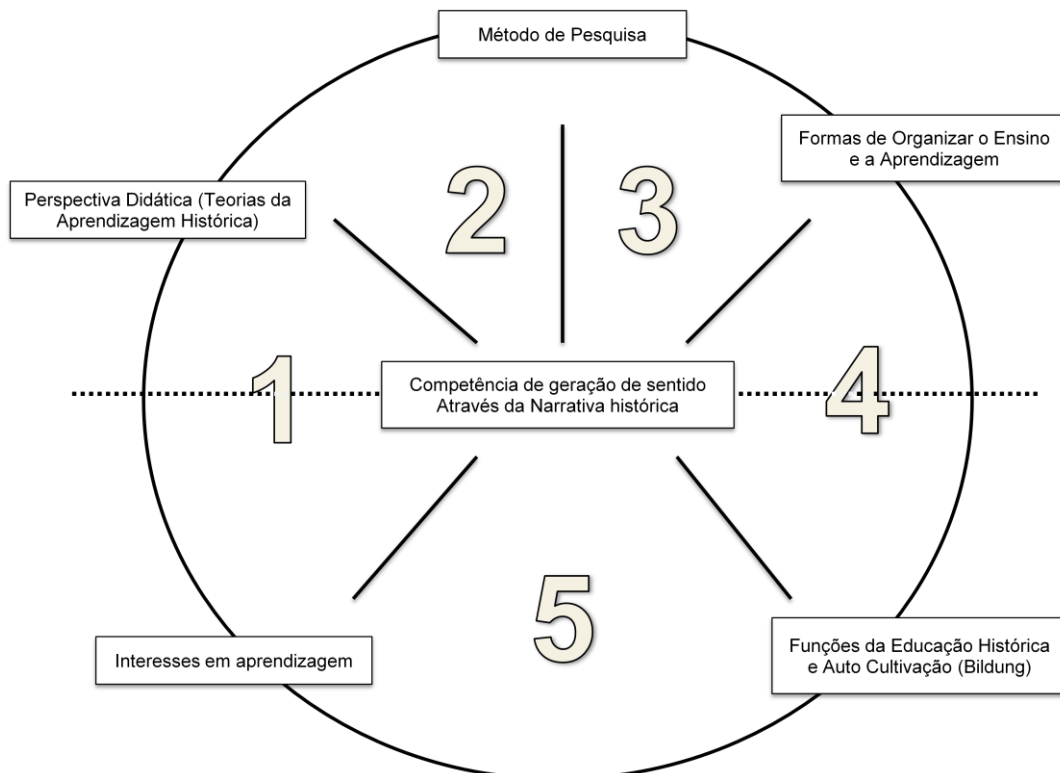 Método de Pesquisa
Formas de Organizar o Ensino
e a Aprendizagem
2
3
Perspectiva Didática (Teorias da
Aprendizagem Histórica)
1
Competência de geração de sentido
Através da Narrativa histórica
4
5
Interesses em aprendizagem
Funções da Educação Histórica
e Auto Cultivação (Bildung)